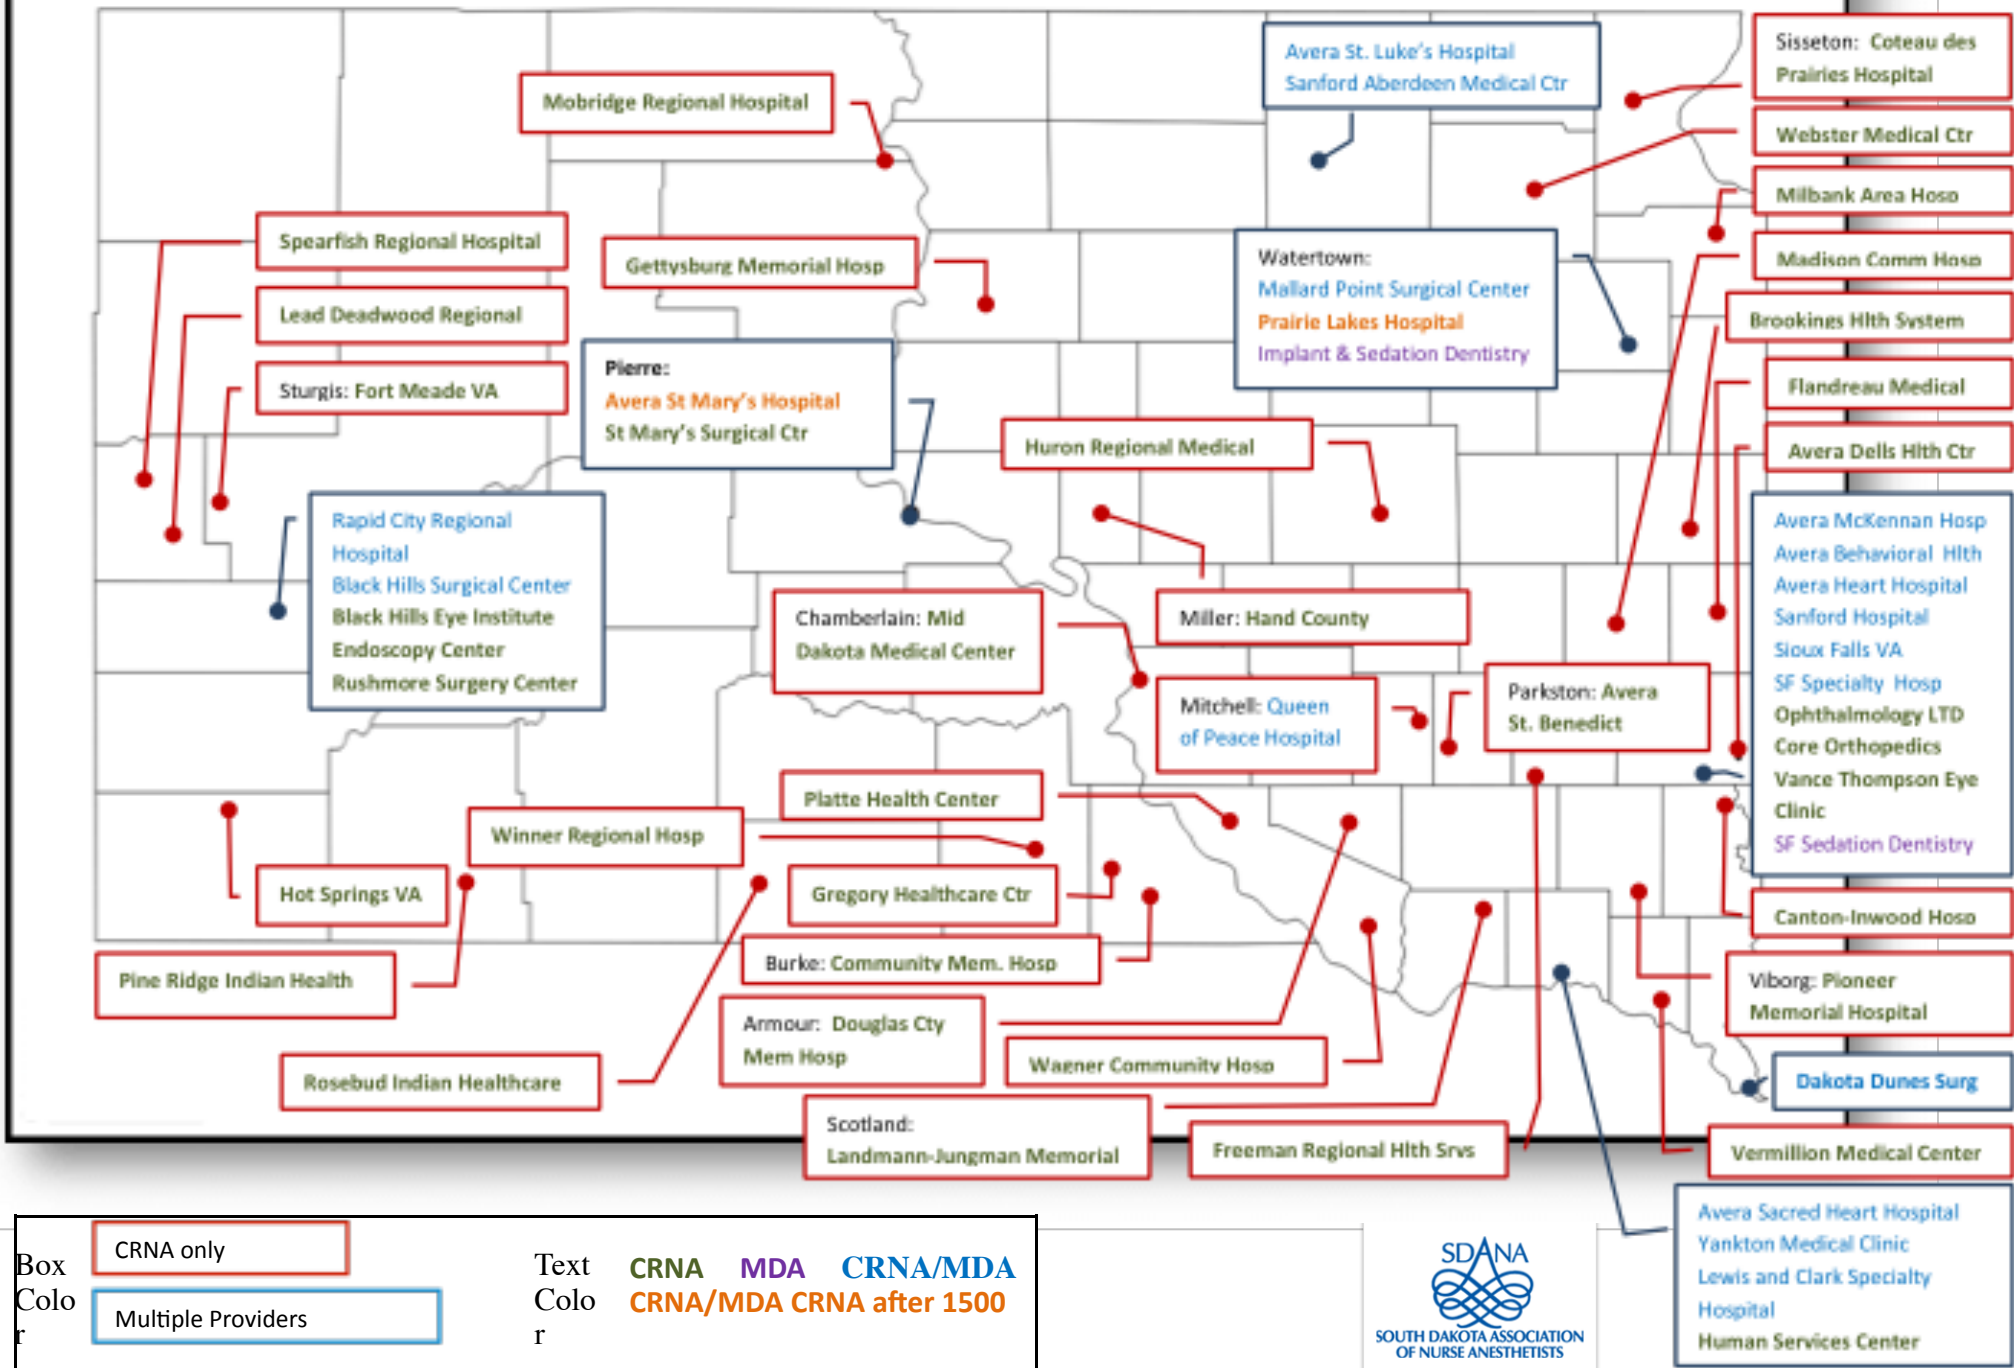 Avera St. Luke's Hospital
Sanford Aberdeen Medical Ctr
Sisseton: Coteau des
Prairies Hospital
Mobridge Regional Hospital
Webster Medical Ctr
Milbank Area Hosp
Spearfish Regional Hospital
Gettysburg Memorial Hosp
Watertown:
Mallard Point Surgical Center
Prairie Lakes Hospital
Implant & Sedation Dentistry
Madison Comm Hosp
Lead Deadwood Regional
Brookings Hlth System
Sturgis: Fort Meade VA
Pierre:
Avera St Mary's Hospital
St Mary's Surgical Ctr
Flandreau Medical
Huron Regional Medical
Avera Dells Hlth Ctr
Rapid City Regional
Hospital
Black Hills Surgical Center
Black Hills Eye Institute
Endoscopy Center
Rushmore Surgery Center
Avera McKennan Hosp
Avera Behavioral Hlth
Avera Heart Hospital
Sanford Hospital
Sioux Falls VA
SF Specialty Hosp
Ophthalmology LTD
Core Orthopedics
Vance Thompson Eye
Clinic
SF Sedation Dentistry
Chamberlain: Mid
Dakota Medical Center
Miller: Hand County
Mitchell: Queen
of Peace Hospital
Parkston: Avera
St. Benedict
Platte Health Center
Winner Regional Hosp
Hot Springs VA
Gregory Healthcare Ctr
Canton-Inwood Hosp
Pine Ridge Indian Health
Burke: Community Mem. Hosp
Viborg: Pioneer
Memorial Hospital
Armour: Douglas Cty
Mem Hosp
Wagner Community Hosp
Rosebud Indian Healthcare
Dakota Dunes Surg
Scotland:
Landmann-Jungman Memorial
Freeman Regional Hlth Srvs
Vermillion Medical Center
Avera Sacred Heart Hospital
Yankton Medical Clinic
Lewis and Clark Specialty
Hospital
Human Services Center
Box
Colo
r
CRNA only
Multiple Providers
Text
Colo
r
CRNA MDA CRNA/MDA
CRNA/MDA CRNA after 1500
SDANA
SOUTH DAKOTA ASSOCIATION
OF NURSE ANESTHETISTS